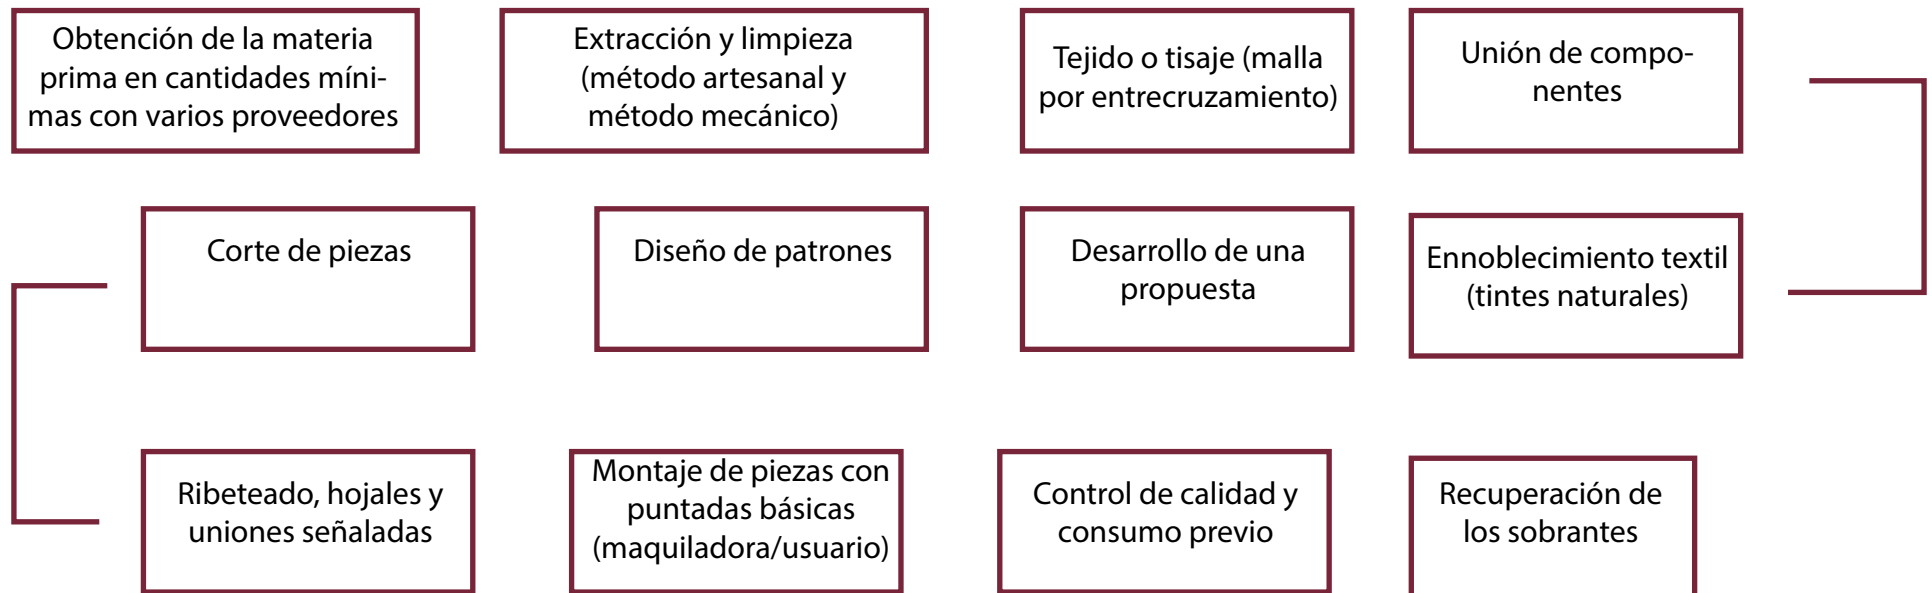 Obtención de la materia
prima en cantidades míni-
mas con varios proveedores
Extracción y limpieza
(método artesanal y
método mecánico)
Tejido o tisaje (malla
por entrecruzamiento)
Unión de compo-
nentes
Corte de piezas
Diseño de patrones
Desarrollo de una
propuesta
Ennoblecimiento textil
(tintes naturales)
Ribeteado, hojales y
uniones señaladas
Montaje de piezas con
puntadas básicas
(maquiladora/usuario)
Control de calidad y
consumo previo
Recuperación de
los sobrantes